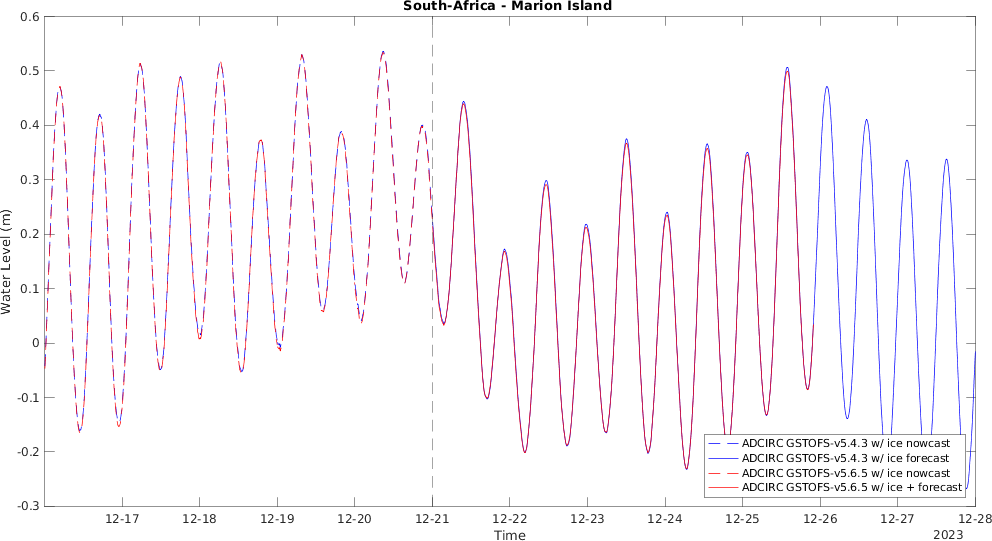 South-Africa - Marion Island
0.6
0.5
0.4
0.3
0.2
0.1
0
-0.1
-0.2
-0.3
Water Level (m)
ADCIRC GSTOFS-v5.4.3 w/ ice nowcast
ADCIRC GSTOFS-v5.4.3 w/ ice forecast
ADCIRC GSTOFS-v5.6.5 w/ ice nowcast
ADCIRC GSTOFS-v5.6.5 w/ ice + forecast
12-17 12-18 12-19 12-20 12-21 12-22 12-23 12-24 12-25 12-26 12-27 12-28
Time
2023